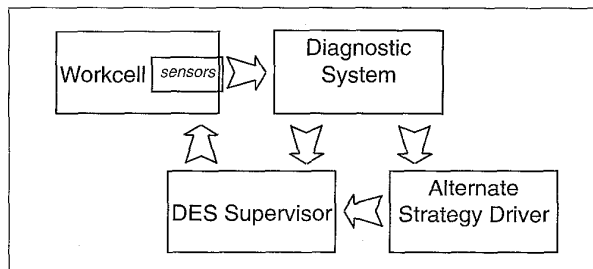 Workcell
sensors
Diagnostic
System
DES Supervisor
Alternate
Strategy Driver